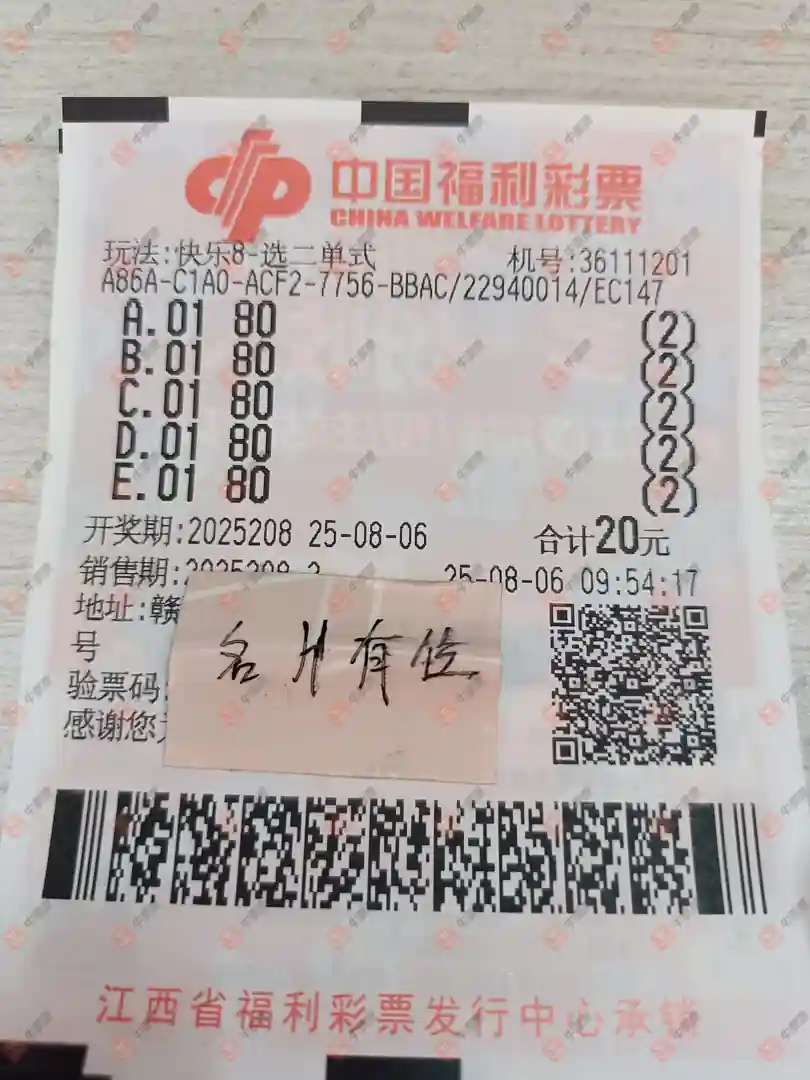 中国福利彩票
CHINA WELFARE LOTTERY
玩法:快乐8-选二单式 机号:36111201
A86A-C1A0-ACF2-7756-BBAC/22940014/EC147
A.01 80 (2)
B.01 80 (2)
C.01 80 (2)
D.01 80 (2)
E.01 80 (2)
开奖期:2025208 25-08-06 合计20元
销售期: 25-08-06 09:54:17
地址:赣
号
名 有位
验票码:
感谢您
江西省福利彩票发行中心承销